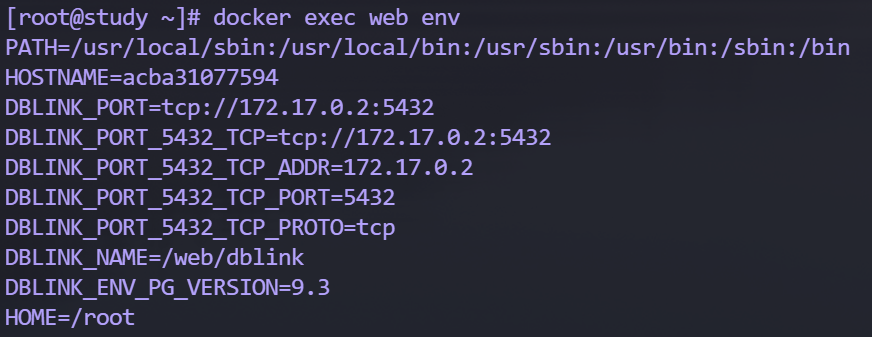 [root@study ~]# docker exec web env
PATH=/usr/local/sbin:/usr/local/bin:/usr/sbin:/usr/bin:/sbin:/bin
HOSTNAME=acba31077594
DBLINK_PORT=tcp://172.17.0.2:5432
DBLINK_PORT_5432_TCP=tcp://172.17.0.2:5432
DBLINK_PORT_5432_TCP_ADDR=172.17.0.2
DBLINK_PORT_5432_TCP_PORT=5432
DBLINK_PORT_5432_TCP_PROTO=tcp
DBLINK_NAME=/web/dblink
DBLINK_ENV_PG_VERSION=9.3
HOME=/root